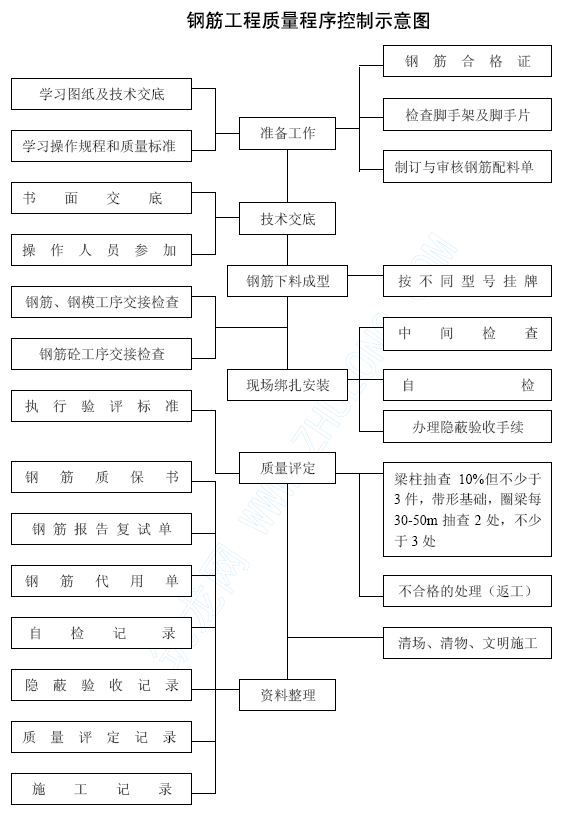 钢筋工程质量程序控制示意图
钢筋合格证
学习图纸及技术交底
检查脚手架及脚手片
准备工作
学习操作规程和质量标准
制订与审核钢筋配料单
书面交底
技术交底
操作人员参加
钢筋下料成型
按不同型号挂牌
钢筋、钢模工序交接检查
中间检查
钢筋砼工序交接检查
现场绑扎安装
自检
执行验评标准
办理隐蔽验收手续
质量评定
钢筋质保书
梁柱抽查 10%但不少于
3 件，带形基础，圈梁每
30-50m 抽查 2 处，不少
于 3 处
钢筋报告复试单
钢筋代用单
不合格的处理（返工）
自检记录
清场、清物、文明施工
隐蔽验收记录
资料整理
质量评定记录
施工记录